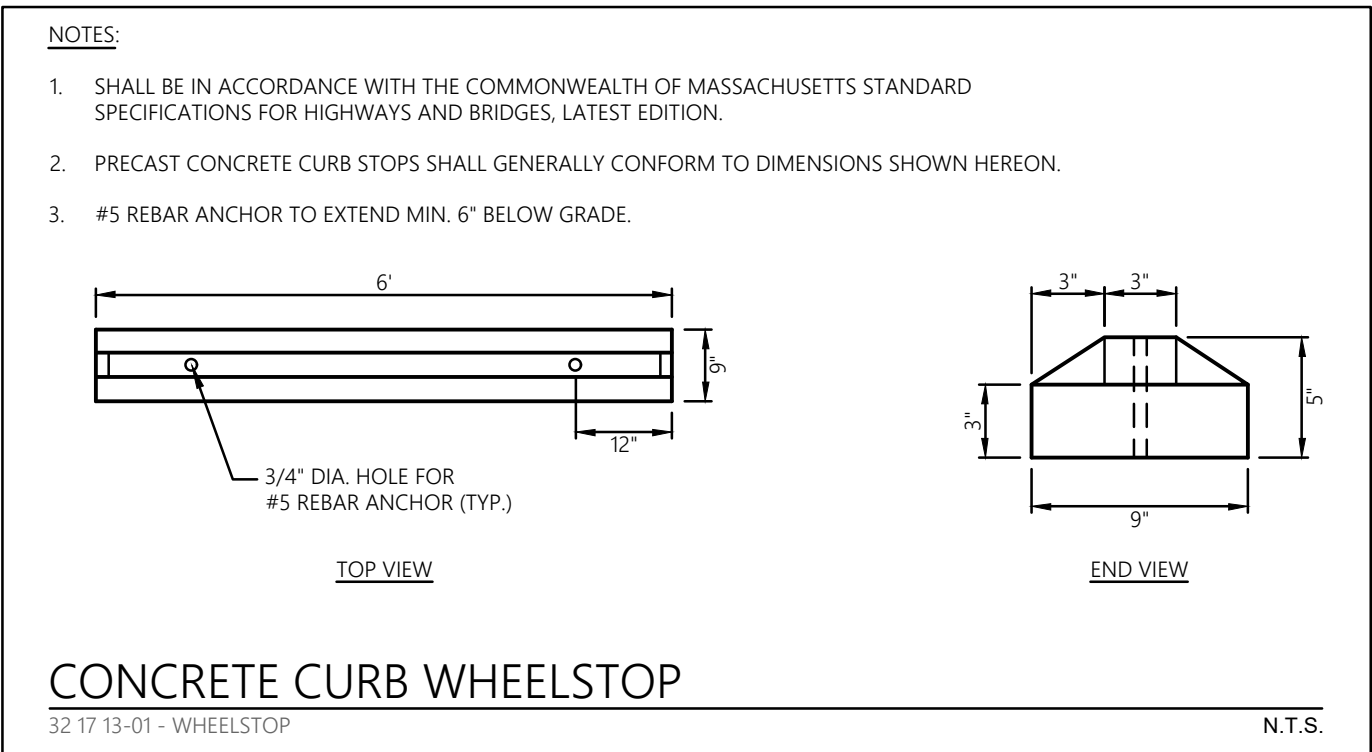 NOTES:
1. SHALL BE IN ACCORDANCE WITH THE COMMONWEALTH OF MASSACHUSETTS STANDARD
SPECIFICATIONS FOR HIGHWAYS AND BRIDGES, LATEST EDITION.
2. PRECAST CONCRETE CURB STOPS SHALL GENERALLY CONFORM TO DIMENSIONS SHOWN HEREON.
3. #5 REBAR ANCHOR TO EXTEND MIN. 6" BELOW GRADE.
6'
9"
12"
3/4" DIA. HOLE FOR
#5 REBAR ANCHOR (TYP.)
TOP VIEW
3"
3"
3"
5"
9"
END VIEW
CONCRETE CURB WHEELSTOP
32 17 13-01 - WHEELSTOP
N.T.S.